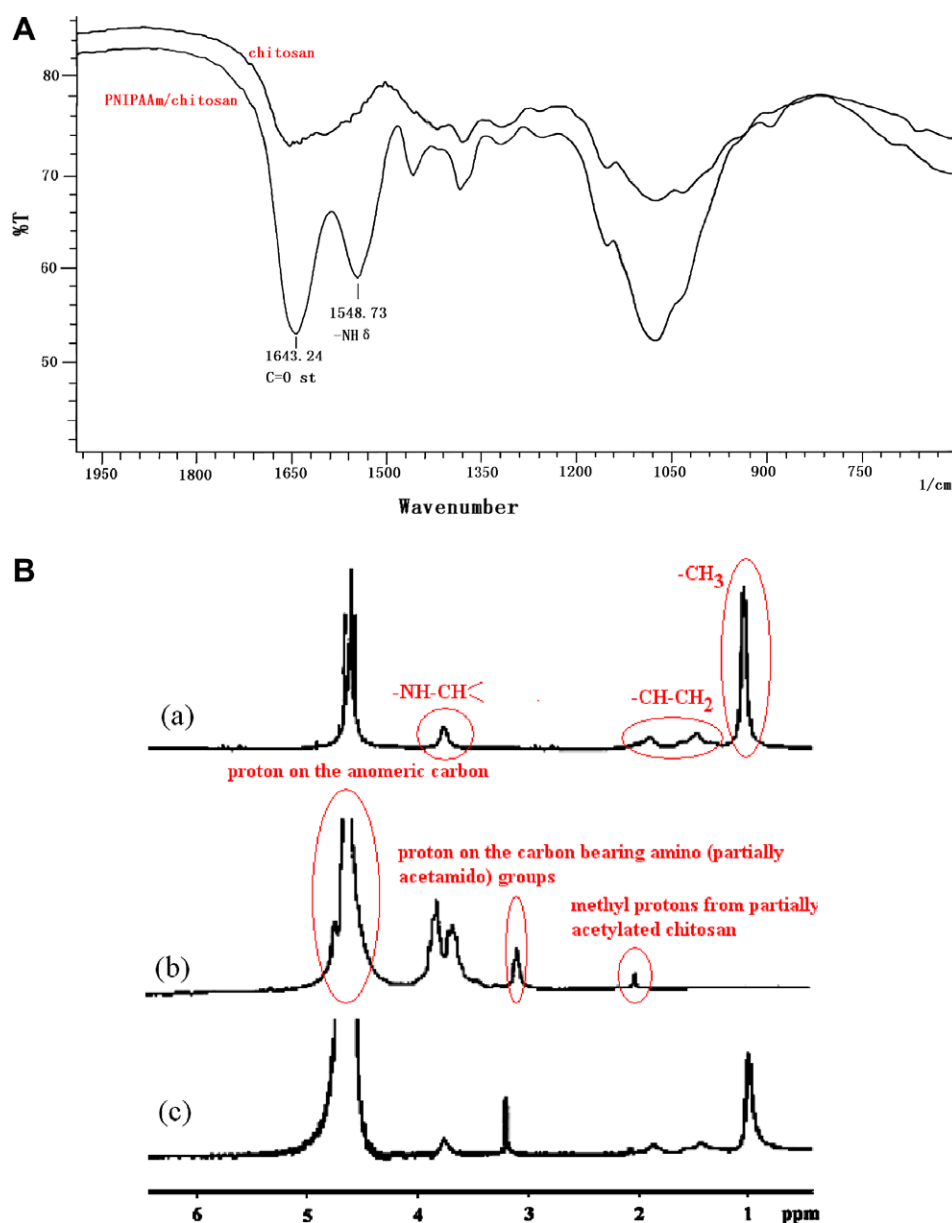 A
chitosan
80
PNIPAAm/chitosan
70
%T
60
1548.73
-NH δ
1643.24
50
C=O st
1950 1800 1650 1500 1350 1200 1050 900 750 1/cm
Wavenumber
B
-CH3
-NH-CH<
-CH-CH2
(a)
proton on the anomeric carbon
proton on the carbon bearing amino (partially
acetamido) groups
methyl protons from partially
acetylated chitosan
(b)
(c)
6 5 4 3 2 1 ppm